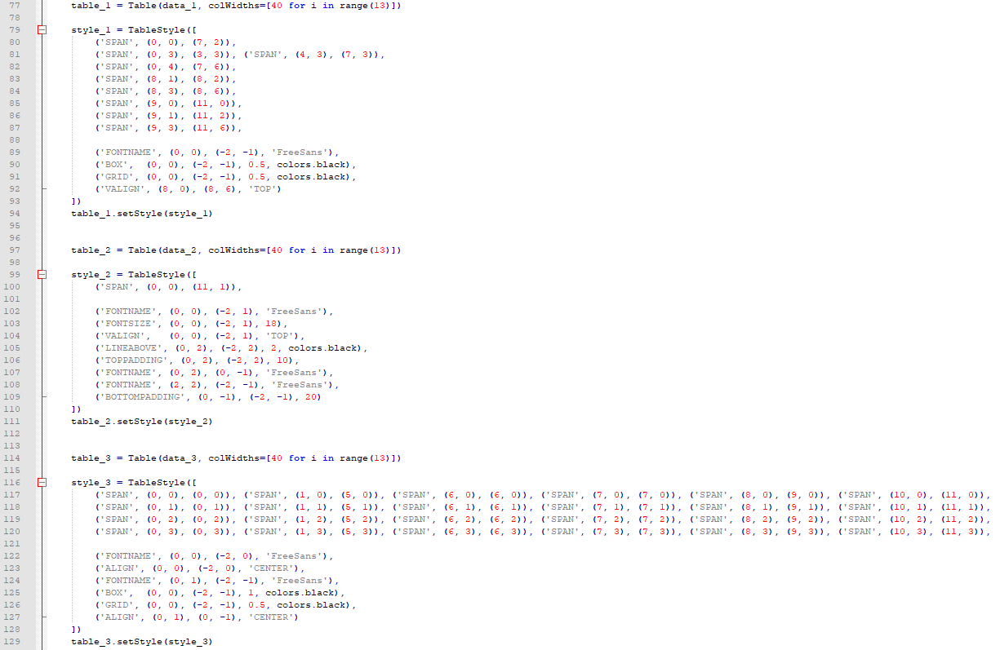 77 table_1 = Table(data_1, colWidths=[40 for i in range(13)])
78
79 style_1 = TableStyle([
80 ('SPAN', (0, 0), (7, 2)),
81 ('SPAN', (0, 3), (3, 3)), ('SPAN', (4, 3), (7, 3)),
82 ('SPAN', (0, 4), (7, 6)),
83 ('SPAN', (8, 1), (8, 2)),
84 ('SPAN', (8, 3), (8, 6)),
85 ('SPAN', (9, 0), (11, 0)),
86 ('SPAN', (9, 1), (11, 2)),
87 ('SPAN', (9, 3), (11, 6)),
88
89 ('FONTNAME', (0, 0), (-2, -1), 'FreeSans'),
90 ('BOX',  (0, 0), (-2, -1), 0.5, colors.black),
91 ('GRID', (0, 0), (-2, -1), 0.5, colors.black),
92 ('VALIGN', (8, 0), (8, 6), 'TOP')
93 ])
94 table_1.setStyle(style_1)
95
96
97 table_2 = Table(data_2, colWidths=[40 for i in range(13)])
98
99 style_2 = TableStyle([
100 ('SPAN', (0, 0), (11, 1)),
101
102 ('FONTNAME', (0, 0), (-2, 1), 'FreeSans'),
103 ('FONTSIZE', (0, 0), (-2, 1), 18),
104 ('VALIGN',   (0, 0), (-2, 1), 'TOP'),
105 ('LINEABOVE', (0, 2), (-2, 2), 2, colors.black),
106 ('TOPPADDING', (0, 2), (-2, 2), 10),
107 ('FONTNAME', (0, 2), (0, -1), 'FreeSans'),
108 ('FONTNAME', (2, 2), (-2, -1), 'FreeSans'),
109 ('BOTTOMPADDING', (0, -1), (-2, -1), 20)
110 ])
111 table_2.setStyle(style_2)
112
113
114 table_3 = Table(data_3, colWidths=[40 for i in range(13)])
115
116 style_3 = TableStyle([
117 ('SPAN', (0, 0), (0, 0)), ('SPAN', (1, 0), (5, 0)), ('SPAN', (6, 0), (6, 0)), ('SPAN', (7, 0), (7, 0)), ('SPAN', (8, 0), (9, 0)), ('SPAN', (10, 0), (11, 0)),
118 ('SPAN', (0, 1), (0, 1)), ('SPAN', (1, 1), (5, 1)), ('SPAN', (6, 1), (6, 1)), ('SPAN', (7, 1), (7, 1)), ('SPAN', (8, 1), (9, 1)), ('SPAN', (10, 1), (11, 1)),
119 ('SPAN', (0, 2), (0, 2)), ('SPAN', (1, 2), (5, 2)), ('SPAN', (6, 2), (6, 2)), ('SPAN', (7, 2), (7, 2)), ('SPAN', (8, 2), (9, 2)), ('SPAN', (10, 2), (11, 2)),
120 ('SPAN', (0, 3), (0, 3)), ('SPAN', (1, 3), (5, 3)), ('SPAN', (6, 3), (6, 3)), ('SPAN', (7, 3), (7, 3)), ('SPAN', (8, 3), (9, 3)), ('SPAN', (10, 3), (11, 3)),
121
122 ('FONTNAME', (0, 0), (-2, 0), 'FreeSans'),
123 ('ALIGN', (0, 0), (-2, 0), 'CENTER'),
124 ('FONTNAME', (0, 1), (-2, -1), 'FreeSans'),
125 ('BOX',  (0, 0), (-2, -1), 1, colors.black),
126 ('GRID', (0, 0), (-2, -1), 0.5, colors.black),
127 ('ALIGN', (0, 1), (0, -1), 'CENTER')
128 ])
129 table_3.setStyle(style_3)